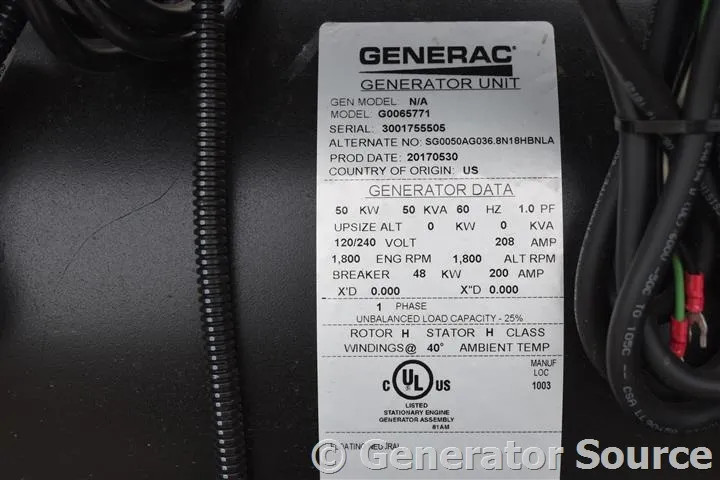 GENERAC
GENERATOR UNIT
GEN MODEL: N/A
MODEL: G0065771
SERIAL: 3001755505
ALTERNATE NO: SG0050AG036.8N18HBNLA
PROD DATE: 20170530
COUNTRY OF ORIGIN: US
GENERATOR DATA
50 KW 50 KVA 60 HZ 1.0 PF
UPSIZE ALT 0 KW 0 KVA
120/240 VOLT 208 AMP
1,800 ENG RPM 1,800 ALT RPM
BREAKER 48 KW 200 AMP
X'D 0.000 X"D 0.000
1 PHASE
UNBALANCED LOAD CAPACITY - 25%
ROTOR H STATOR H CLASS
WINDINGS@ 40° AMBIENT TEMP
C UL US
LISTED
STATIONARY ENGINE
GENERATOR ASSEMBLY
61AM
MANUF
LOC
1003
FLOATING NEUTRAL
© Generator Source